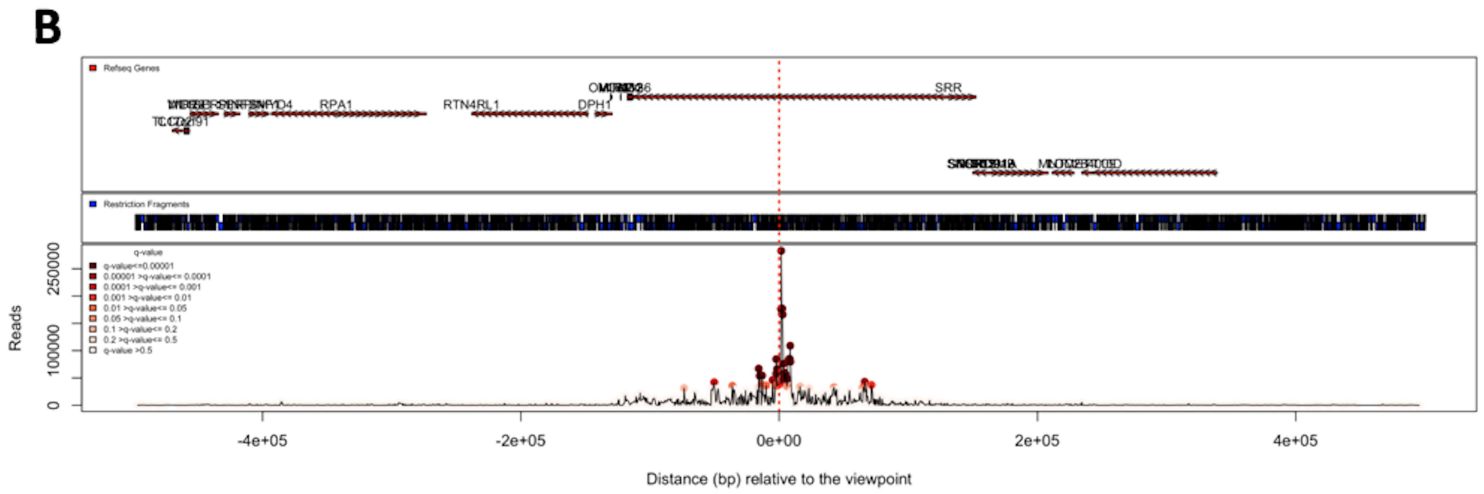 B
Refseq Genes
SRR
RPA1
RTN4RL1
DPH1
Restriction Fragments
q-value
q-value<=0.00001
0.00001 >q-value<= 0.0001
0.0001 >q-value<= 0.001
0.001 >q-value<= 0.01
0.01 >q-value<= 0.05
0.05 >q-value<= 0.1
0.1 >q-value<= 0.2
0.2 >q-value<= 0.5
q-value >0.5
Reads
0
100000
250000
-4e+05
-2e+05
0e+00
2e+05
4e+05
Distance (bp) relative to the viewpoint